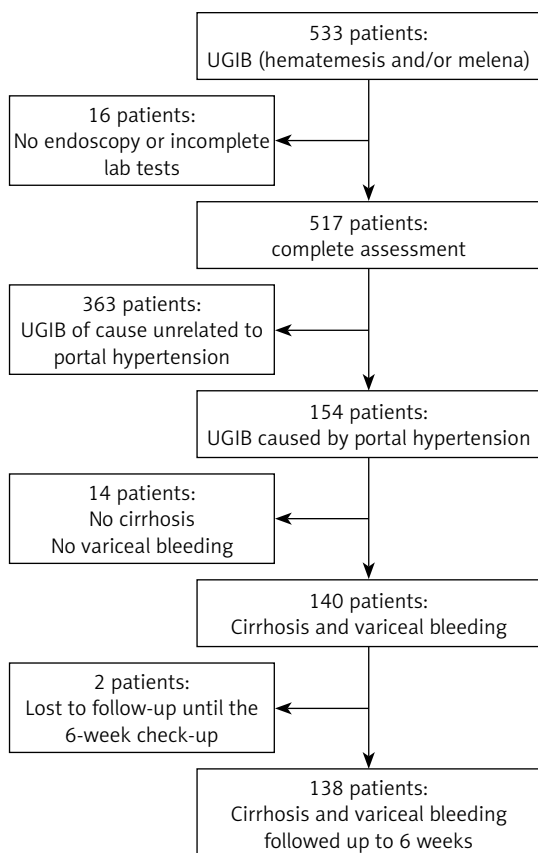 533 patients:
UGIB (hematemesis and/or melena)
16 patients:
No endoscopy or incomplete
lab tests
517 patients:
complete assessment
363 patients:
UGIB of cause unrelated to
portal hypertension
154 patients:
UGIB caused by portal hypertension
14 patients:
No cirrhosis
No variceal bleeding
140 patients:
Cirrhosis and variceal bleeding
2 patients:
Lost to follow-up until the
6-week check-up
138 patients:
Cirrhosis and variceal bleeding
followed up to 6 weeks